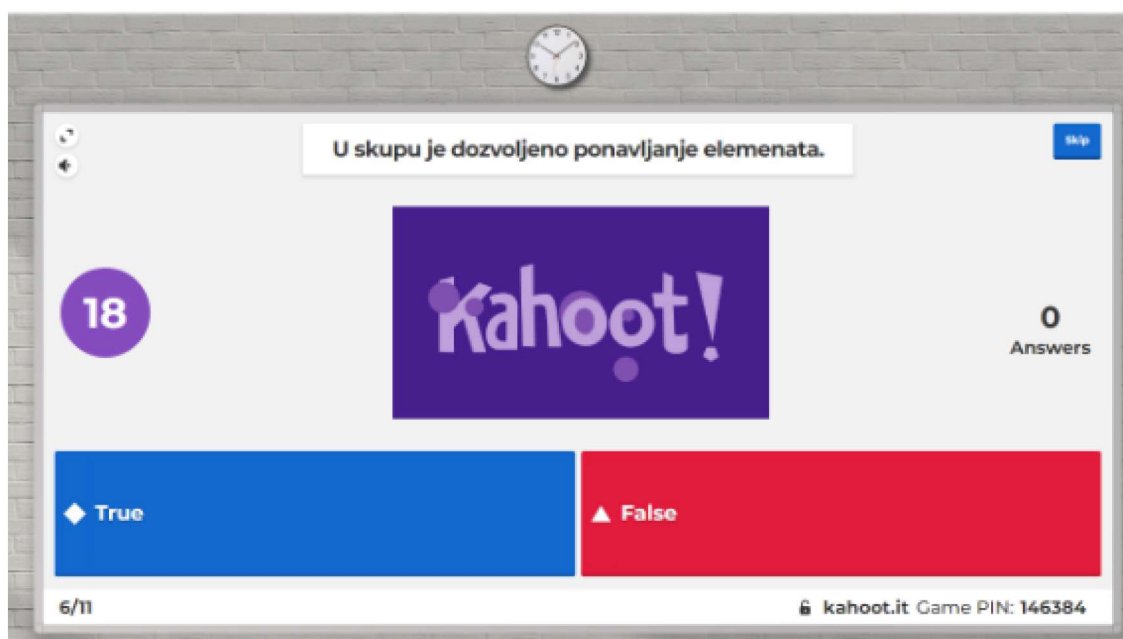 U skupu je dozvoljeno ponavljanje elemenata.
Skip
18
Kahoot!
0
Answers
True
False
6/11
kahoot.it Game PIN: 146384